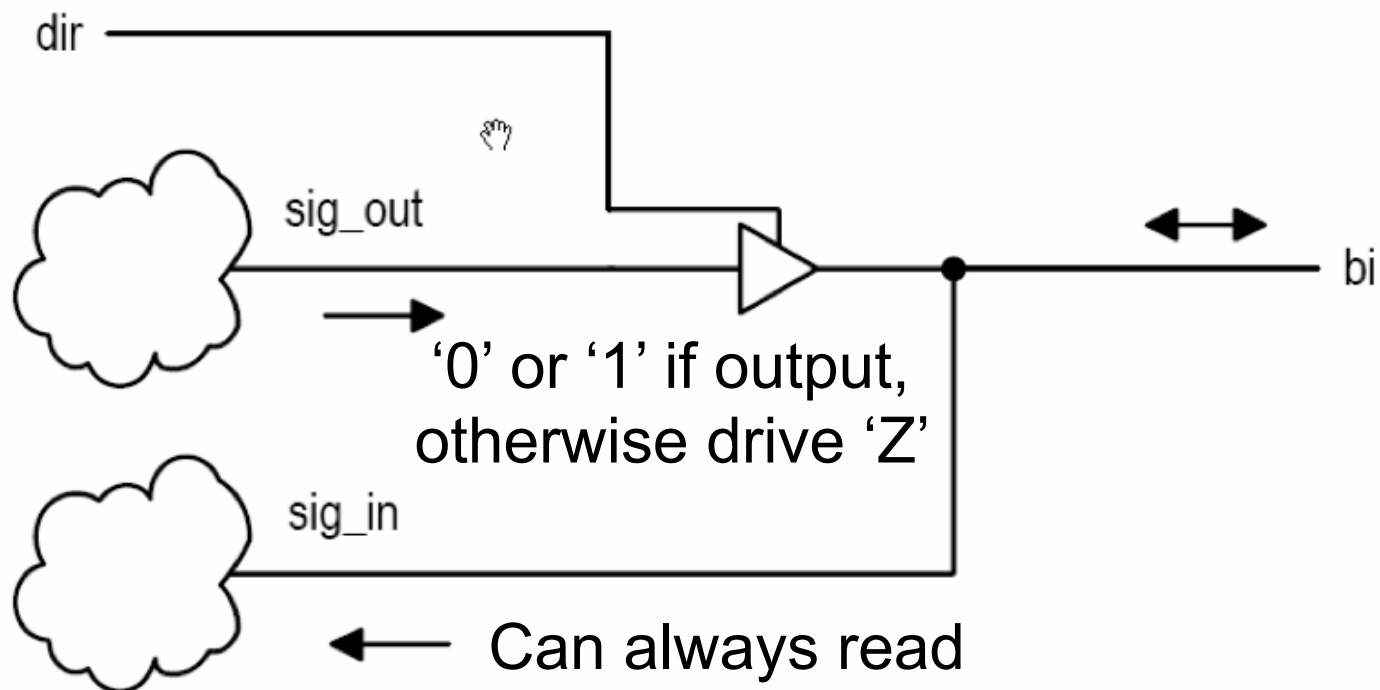 dir
sig_out
bi
‘0’ or ‘1’ if output,
otherwise drive ‘Z’
sig_in
Can always read